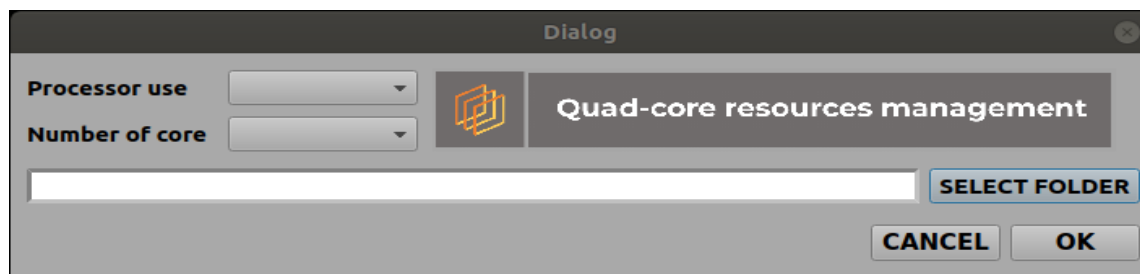 Dialog
Processor use
Quad-core resources management
Number of core
SELECT FOLDER
CANCEL OK